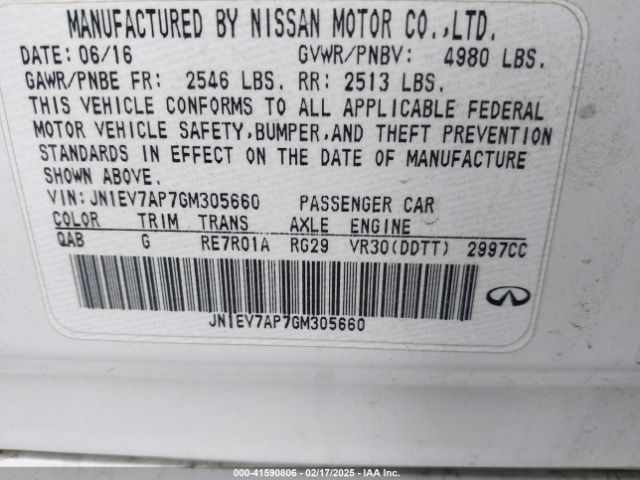 MANUFACTURED BY NISSAN MOTOR CO.,LTD.
DATE: 06/16 GVWR/PNBV: 4980 LBS.
GAWR/PNBE FR: 2546 LBS. RR: 2513 LBS.
THIS VEHICLE CONFORMS TO ALL APPLICABLE FEDERAL
MOTOR VEHICLE SAFETY,BUMPER,AND THEFT PREVENTION
STANDARDS IN EFFECT ON THE DATE OF MANUFACTURE
SHOWN ABOVE.
VIN:JN1EV7AP7GM305660 PASSENGER CAR
COLOR TRIM TRANS AXLE ENGINE
QAB G RE7R01A RG29 VR30(DDTT) 2997CC
JN1EV7AP7GM305660
00-41590806 - 02/17/2025 - IAA Inc.